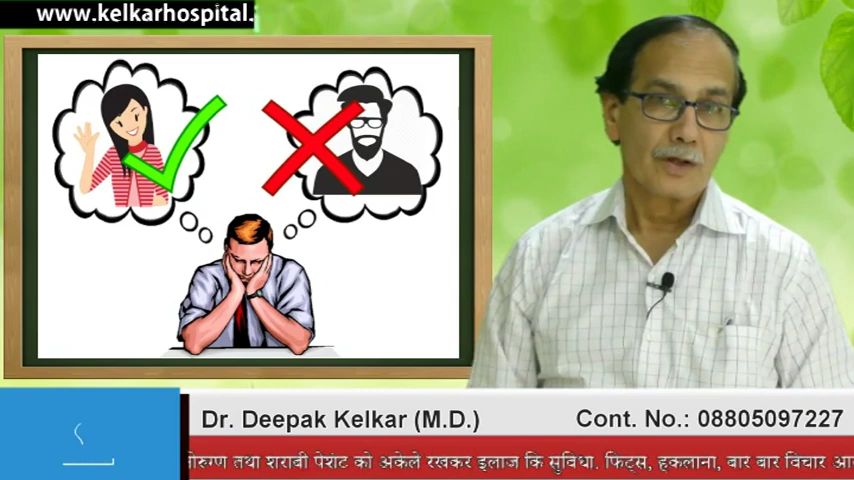 www.kelkarhospital.
Dr. Deepak Kelkar (M.D.)
Cont. No.: 08805097227
तथा शराबी पेशंट को अकेले रखकर इलाज कि सुविधा. फिट्स, हकलाना, बार बार विचार